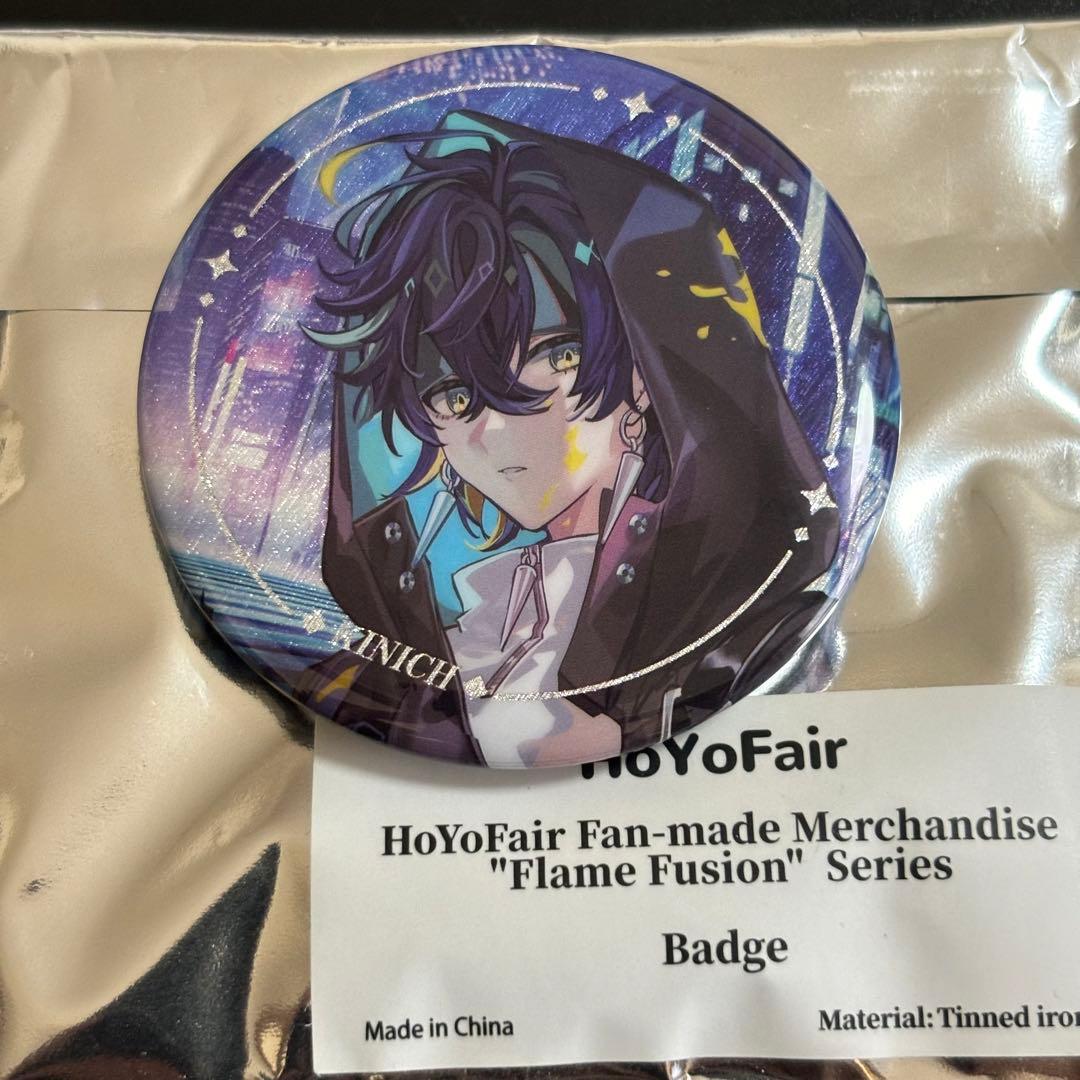 KINICH
HoYoFair
HoYoFair Fan-made Merchandise
"Flame Fusion" Series
Badge
Made in China
Material:Tinned iron